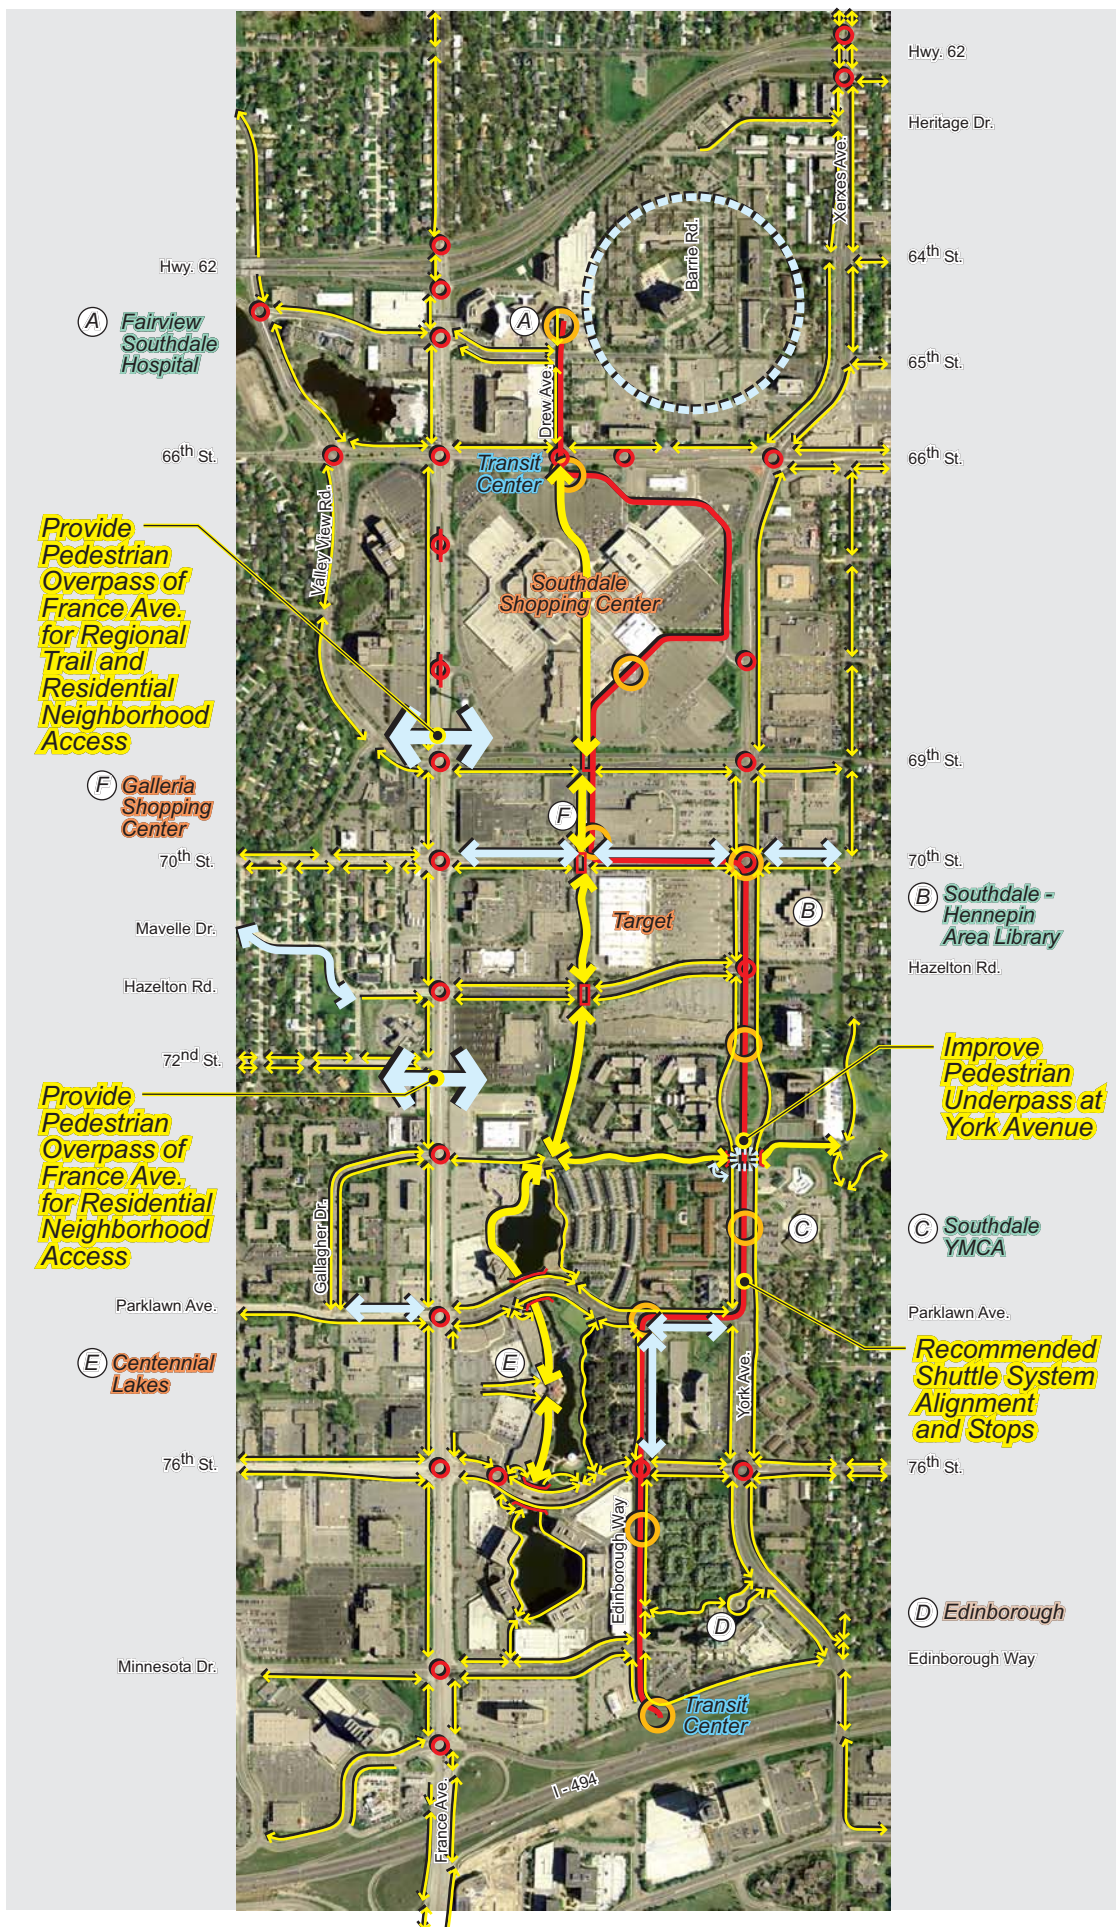 Hwy. 62
Heritage Dr.
Xerxes Ave.
Barrie Rd.
64th St.
Hwy. 62
A Fairview
Southdale
Hospital
A
65th St.
Drew Ave.
66th St.
Transit
Center
66th St.
Valley View Rd.
Provide
Pedestrian
Overpass of
France Ave.
for Regional
Trail and
Residential
Neighborhood
Access
Southdale
Shopping Center
69th St.
F Galleria
Shopping
Center
F
70th St.
70th St.
B Southdale -
Hennepin
Area Library
B
Target
Mavelle Dr.
Hazelton Rd.
Hazelton Rd.
72nd St.
Improve
Pedestrian
Underpass at
York Avenue
Provide
Pedestrian
Overpass of
France Ave.
for Residential
Neighborhood
Access
Gallagher Dr.
C
C Southdale
YMCA
Parklawn Ave.
Parklawn Ave.
E Centennial
Lakes
E
York Ave.
Recommended
Shuttle System
Alignment
and Stops
76th St.
76th St.
Edinborough Way
D
D Edinborough
Minnesota Dr.
Edinborough Way
Transit
Center
I - 494
France Ave.